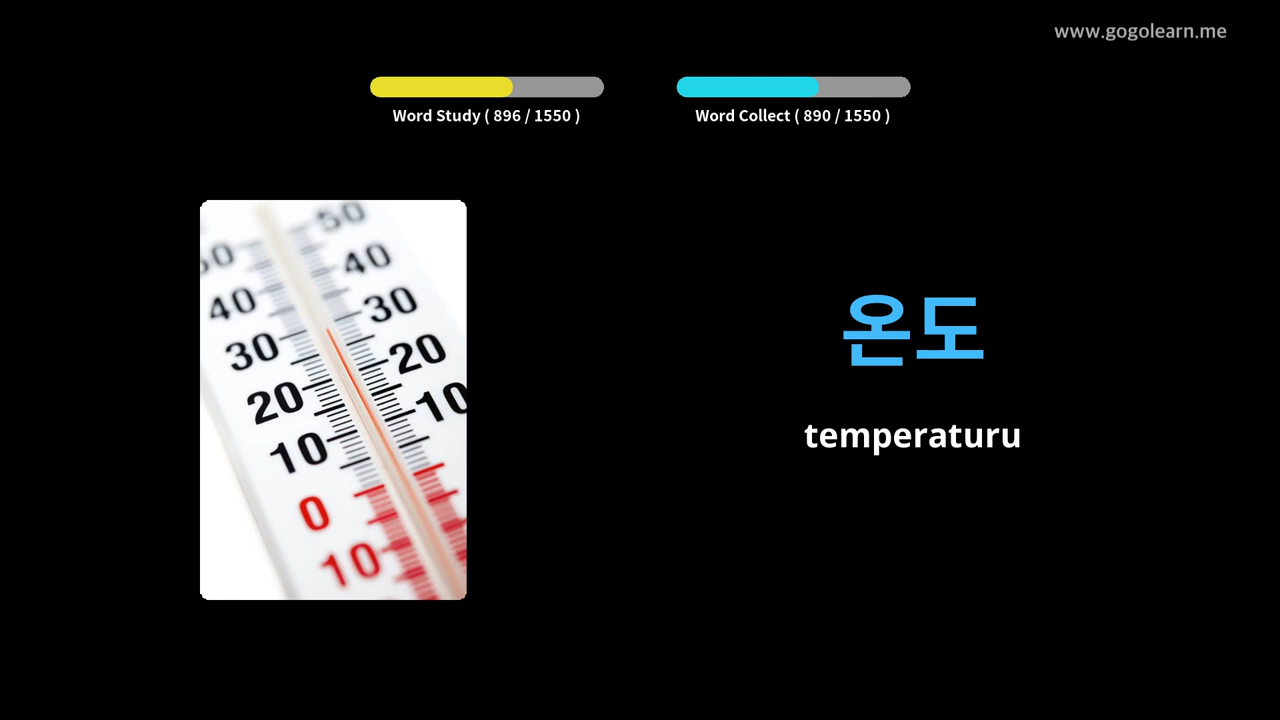 www.gogolearn.me
Word Study ( 896 / 1550 )
Word Collect ( 890 / 1550 )
50
50
40
40
30
30
20
20
10
10
0
10
온도
temperaturu